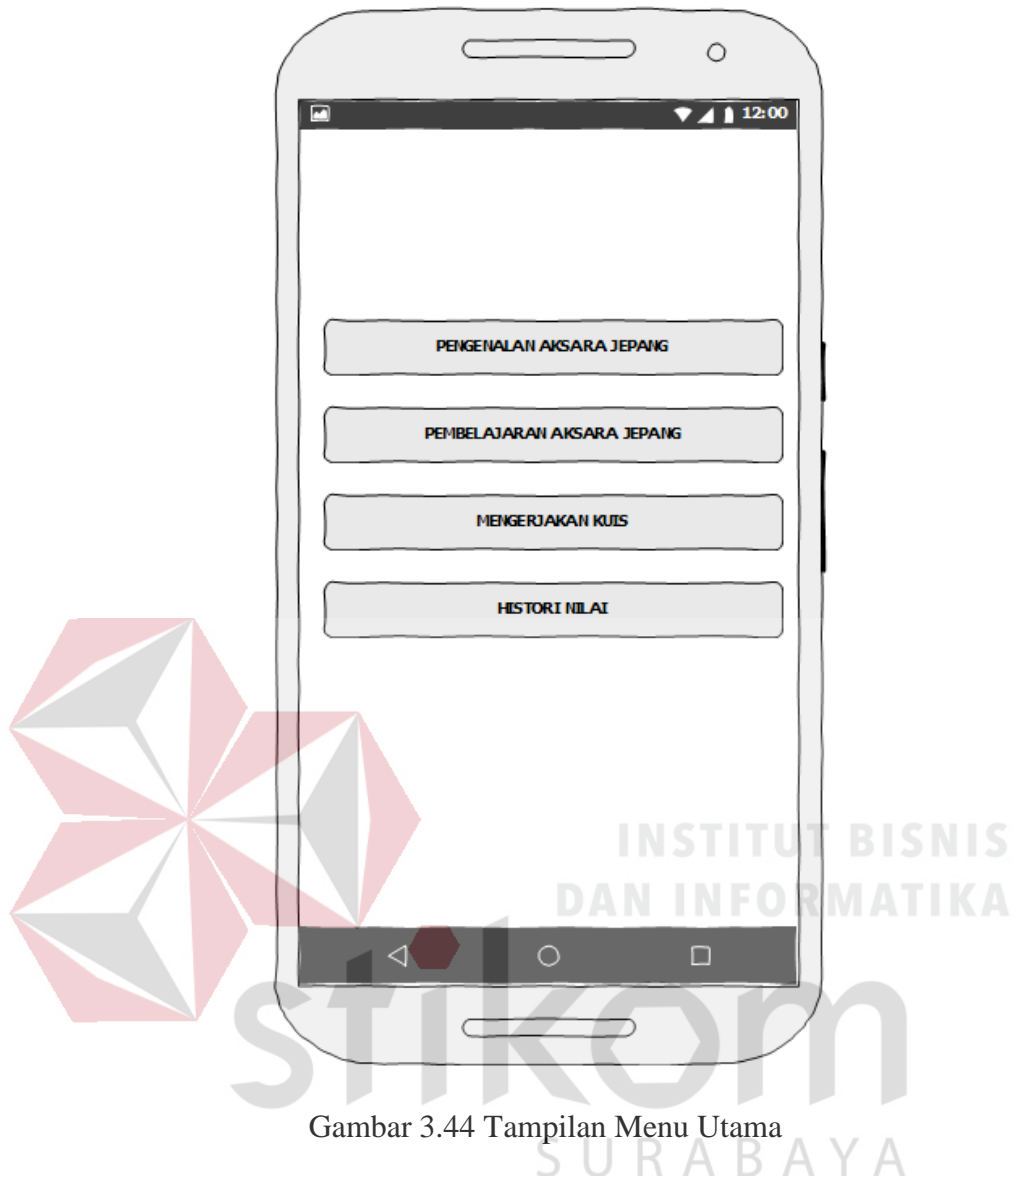 12:00
PENGENALAN AKSARA JEPANG
PEMBELAJARAN AKSARA JEPANG
MENGERJAKAN KUIS
HISTORI NILAI
INSTITUT BISNIS
DAN INFORMATIKA
stikom
Gambar 3.44 Tampilan Menu Utama
SURABAYA